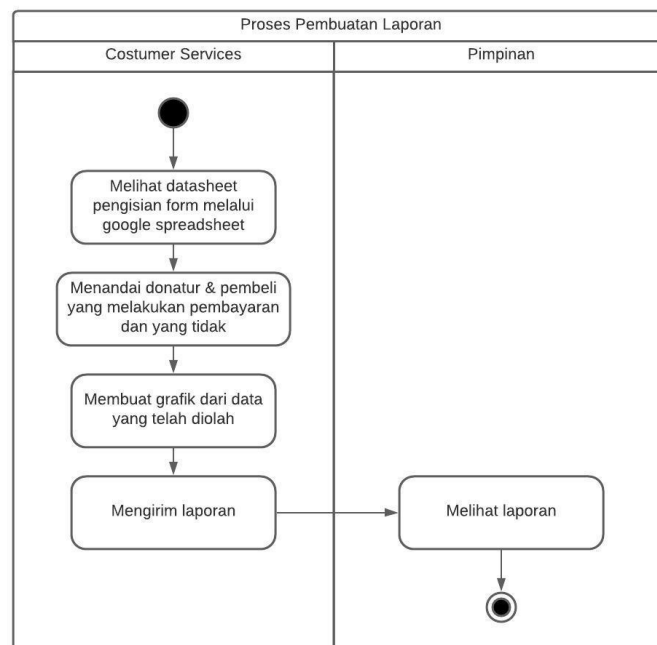 Proses Pembuatan Laporan
Costumer Services
Pimpinan
Melihat datasheet
pengisian form melalui
google spreadsheet
Menandai donatur & pembeli
yang melakukan pembayaran
dan yang tidak
Membuat grafik dari data
yang telah diolah
Mengirim laporan
Melihat laporan